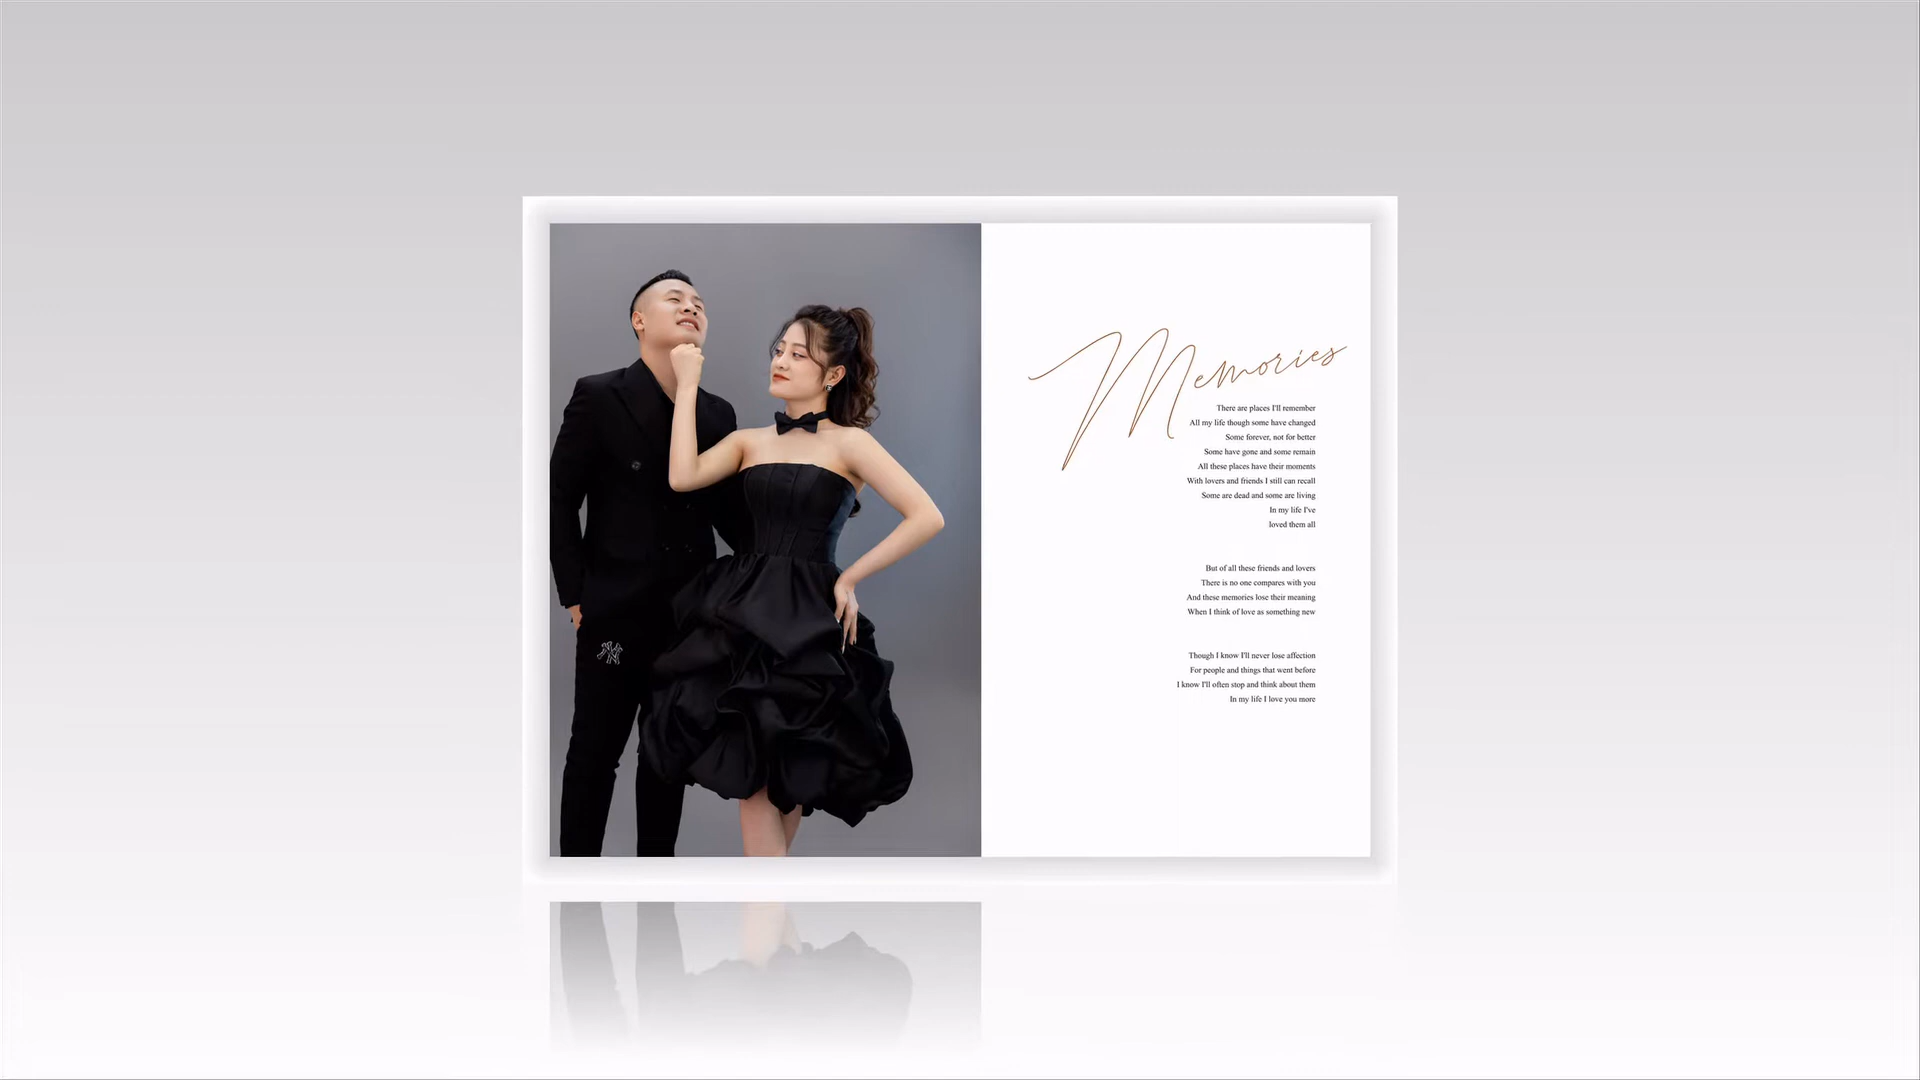 Memories
There are places I'll remember
All my life though some have changed
Some forever, not for better
Some have gone and some remain
All these places have their moments
With lovers and friends I still can recall
Some are dead and some are living
In my life I've
loved them all
But of all these friends and lovers
There is no one compares with you
And these memories lose their meaning
When I think of love as something new
Though I know I'll never lose affection
For people and things that went before
I know I'll often stop and think about them
In my life I love you more